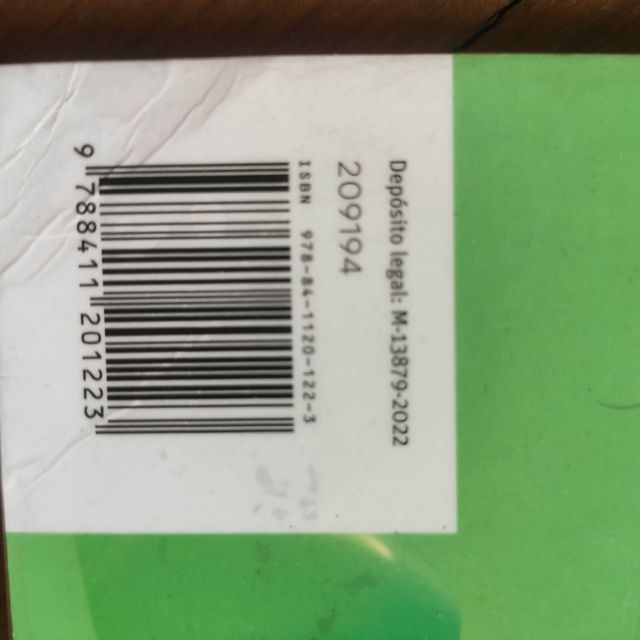 Depósito legal: M-13879-2022
209194
ISBN 978-84-1120-122-3
9 788411 201223